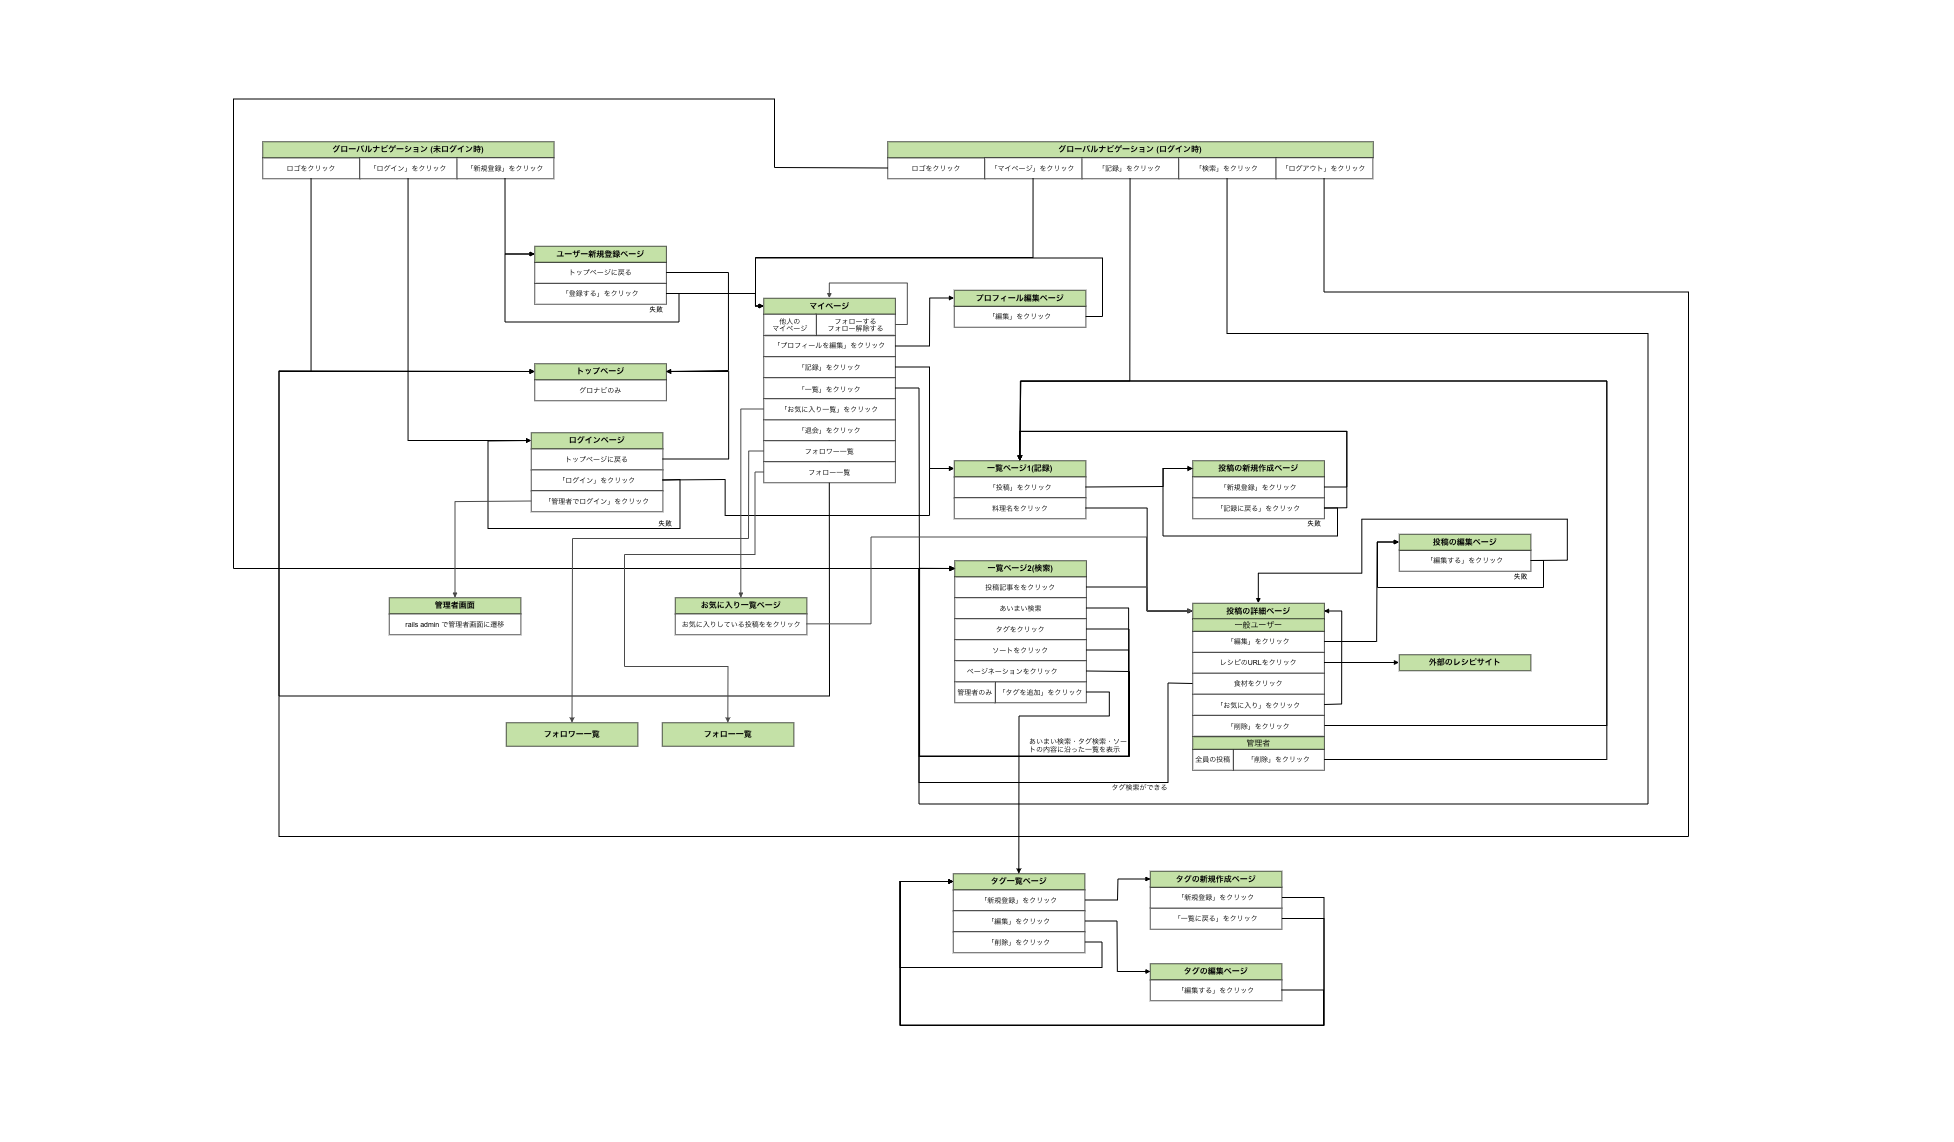 グローバルナビゲーション (未ログイン時)
ロゴをクリック
「ログイン」をクリック
「新規登録」をクリック
グローバルナビゲーション (ログイン時)
ロゴをクリック
「マイページ」をクリック
「記録」をクリック
「検索」をクリック
「ログアウト」をクリック
ユーザー新規登録ページ
トップページに戻る
「登録する」をクリック
失敗
トップページ
グロナビのみ
ログインページ
トップページに戻る
「ログイン」をクリック
「管理者でログイン」をクリック
失敗
マイページ
他人の
マイページ
フォローする
フォロー解除する
「プロフィールを編集」をクリック
「記録」をクリック
「一覧」をクリック
「お気に入り一覧」をクリック
「退会」をクリック
フォロワー一覧
フォロー一覧
プロフィール編集ページ
「編集」をクリック
一覧ページ1(記録)
「投稿」をクリック
料理名をクリック
投稿の新規作成ページ
「新規登録」をクリック
「記録に戻る」をクリック
失敗
投稿の編集ページ
「編集する」をクリック
失敗
一覧ページ2(検索)
投稿記事ををクリック
あいまい検索
タグをクリック
ソートをクリック
ページネーションをクリック
管理者のみ
「タグを追加」をクリック
あいまい検索・タグ検索・ソー
トの内容に沿った一覧を表示
管理者画面
rails admin で管理者画面に遷移
お気に入り一覧ページ
お気に入りしている投稿ををクリック
投稿の詳細ページ
一般ユーザー
「編集」をクリック
レシピのURLをクリック
食材をクリック
「お気に入り」をクリック
「削除」をクリック
管理者
全員の投稿
「削除」をクリック
外部のレシピサイト
フォロワー一覧
フォロー一覧
タグ検索ができる
タグ一覧ページ
「新規登録」をクリック
「編集」をクリック
「削除」をクリック
タグの新規作成ページ
「新規登録」をクリック
「一覧に戻る」をクリック
タグの編集ページ
「編集する」をクリック